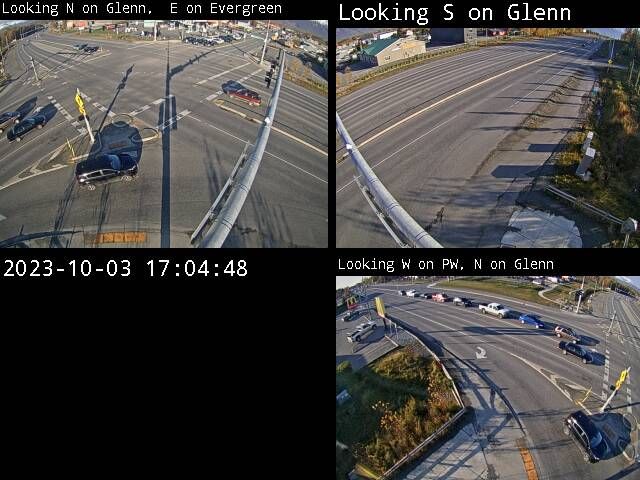 Looking N on Glenn, E on Evergreen
Looking S on Glenn
2023-10-03 17:04:48
Looking W on PW, N on Glenn